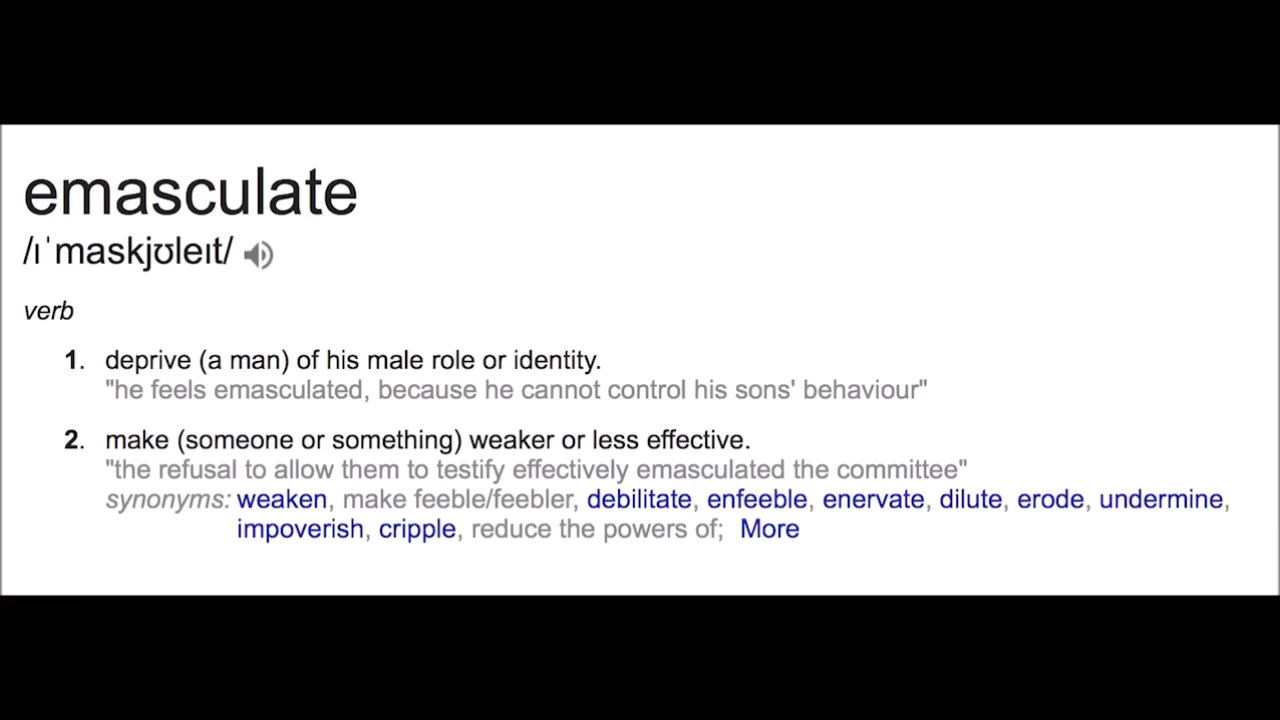 emasculate
/ɪˈmaskjʊleɪt/
verb
1. deprive (a man) of his male role or identity.
"he feels emasculated, because he cannot control his sons' behaviour"
2. make (someone or something) weaker or less effective.
"the refusal to allow them to testify effectively emasculated the committee"
synonyms: weaken, make feeble/feebler, debilitate, enfeeble, enervate, dilute, erode, undermine,
impoverish, cripple, reduce the powers of; More